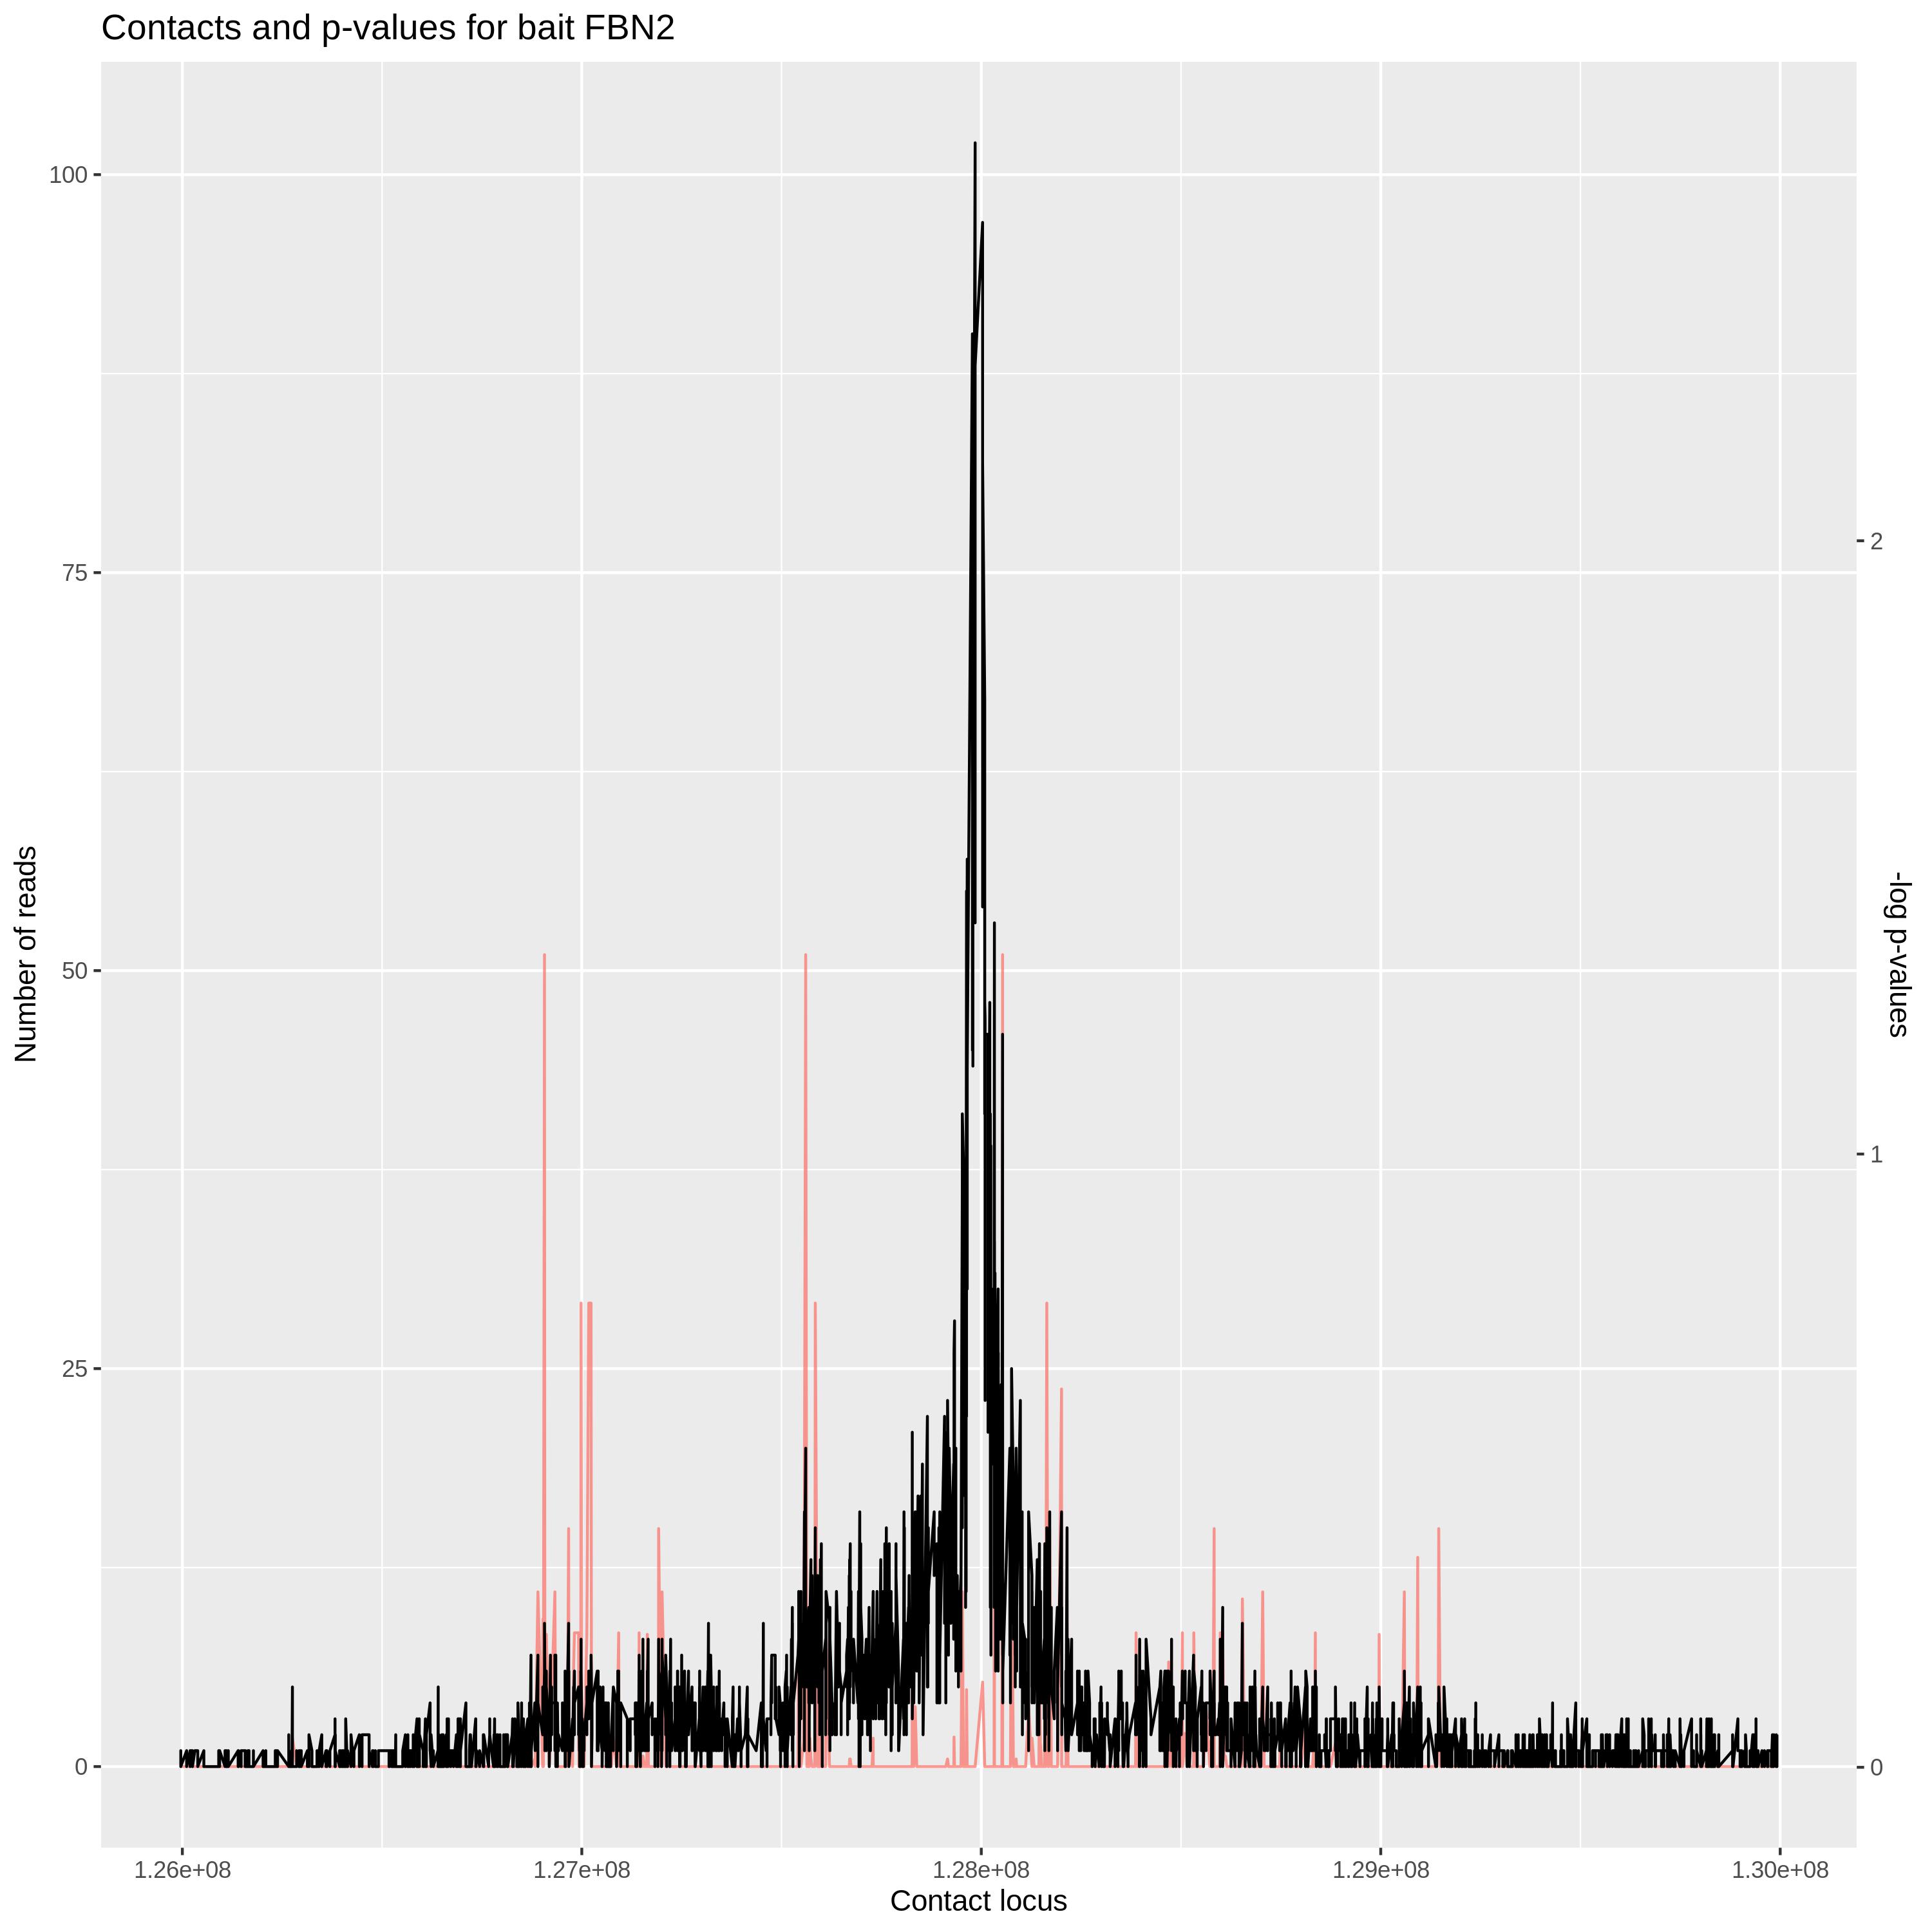 Contacts and p-values for bait FBN2
100
75
50
25
0
Number of reads
2
1
0
-log p-values
1.26e+08
1.27e+08
1.28e+08
1.29e+08
1.30e+08
Contact locus